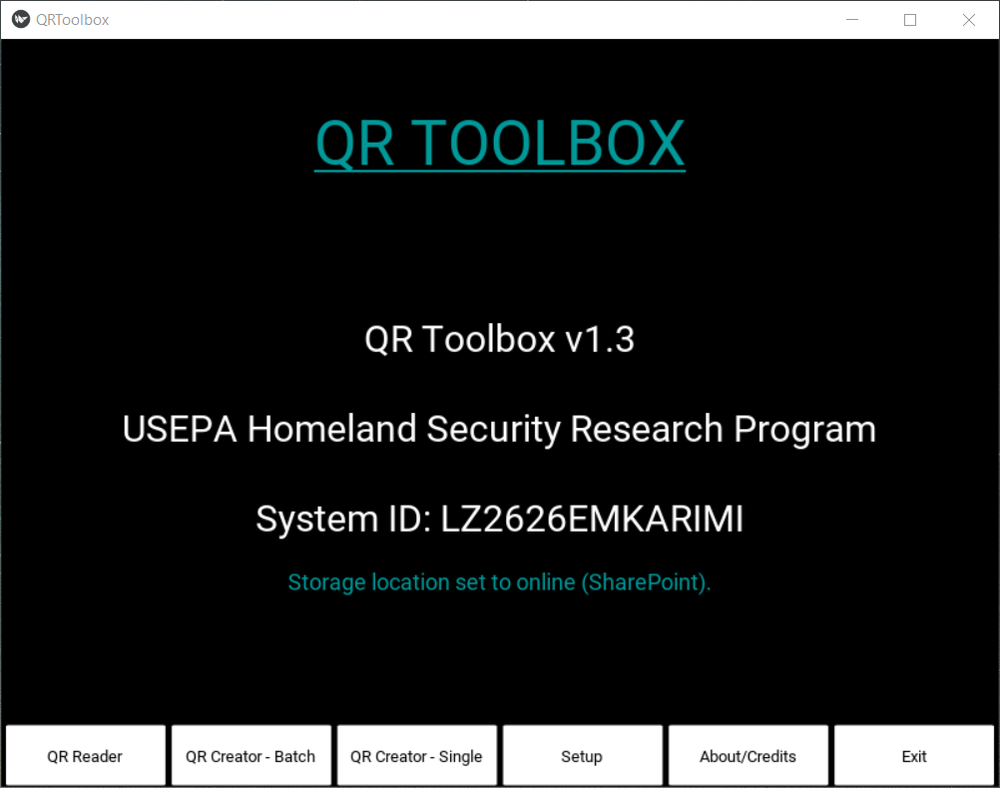 QRToolbox
QR TOOLBOX
QR Toolbox v1.3
USEPA Homeland Security Research Program
System ID: LZ2626EMKARIMI
Storage location set to online (SharePoint).
QR Reader
QR Creator - Batch
QR Creator - Single
Setup
About/Credits
Exit